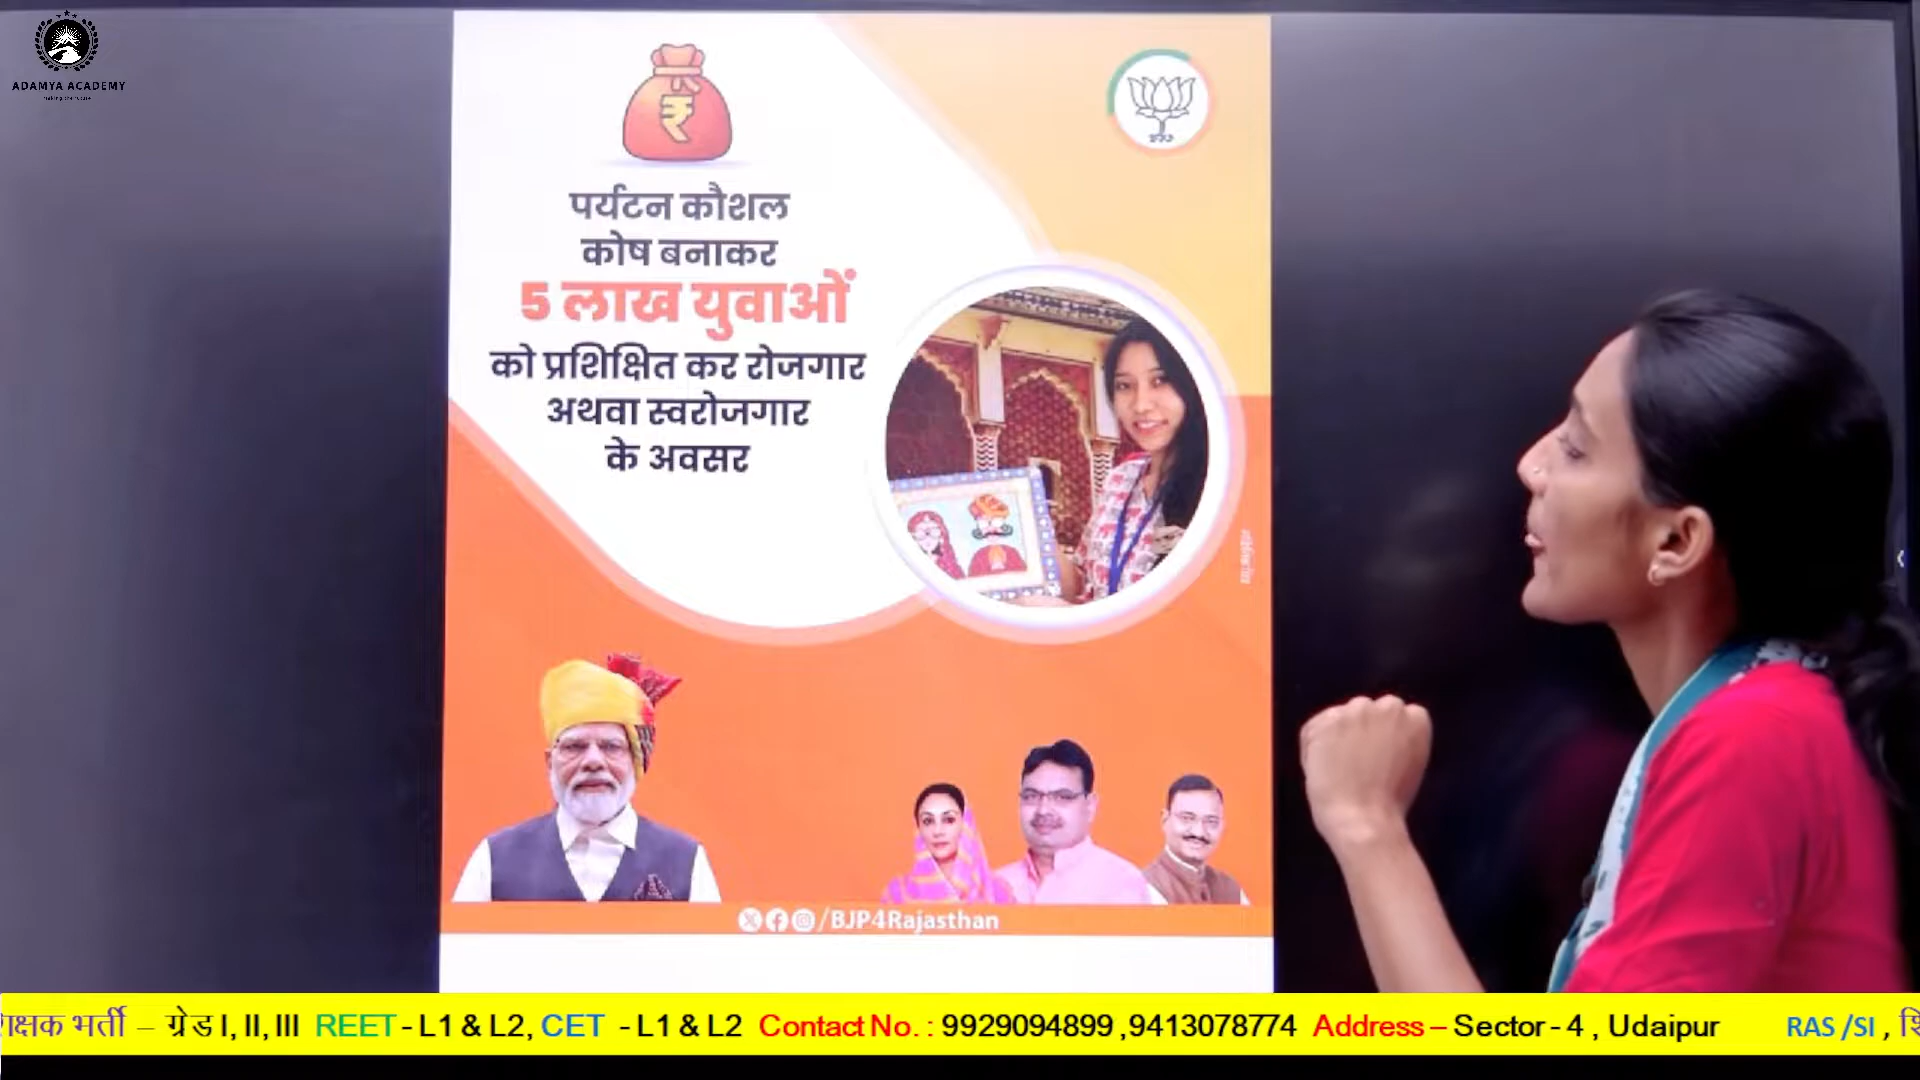 ADAMYA ACADEMY
पर्यटन कौशल
कोष बनाकर
5 लाख युवाओं
को प्रशिक्षित कर रोजगार
अथवा स्वरोजगार
के अवसर
/BJP4Rajasthan
क्षक भर्ती – ग्रेड I, II, III REET - L1 & L2, CET - L1 & L2 Contact No. : 9929094899 ,9413078774 Address – Sector - 4 , Udaipur RAS /SI ,